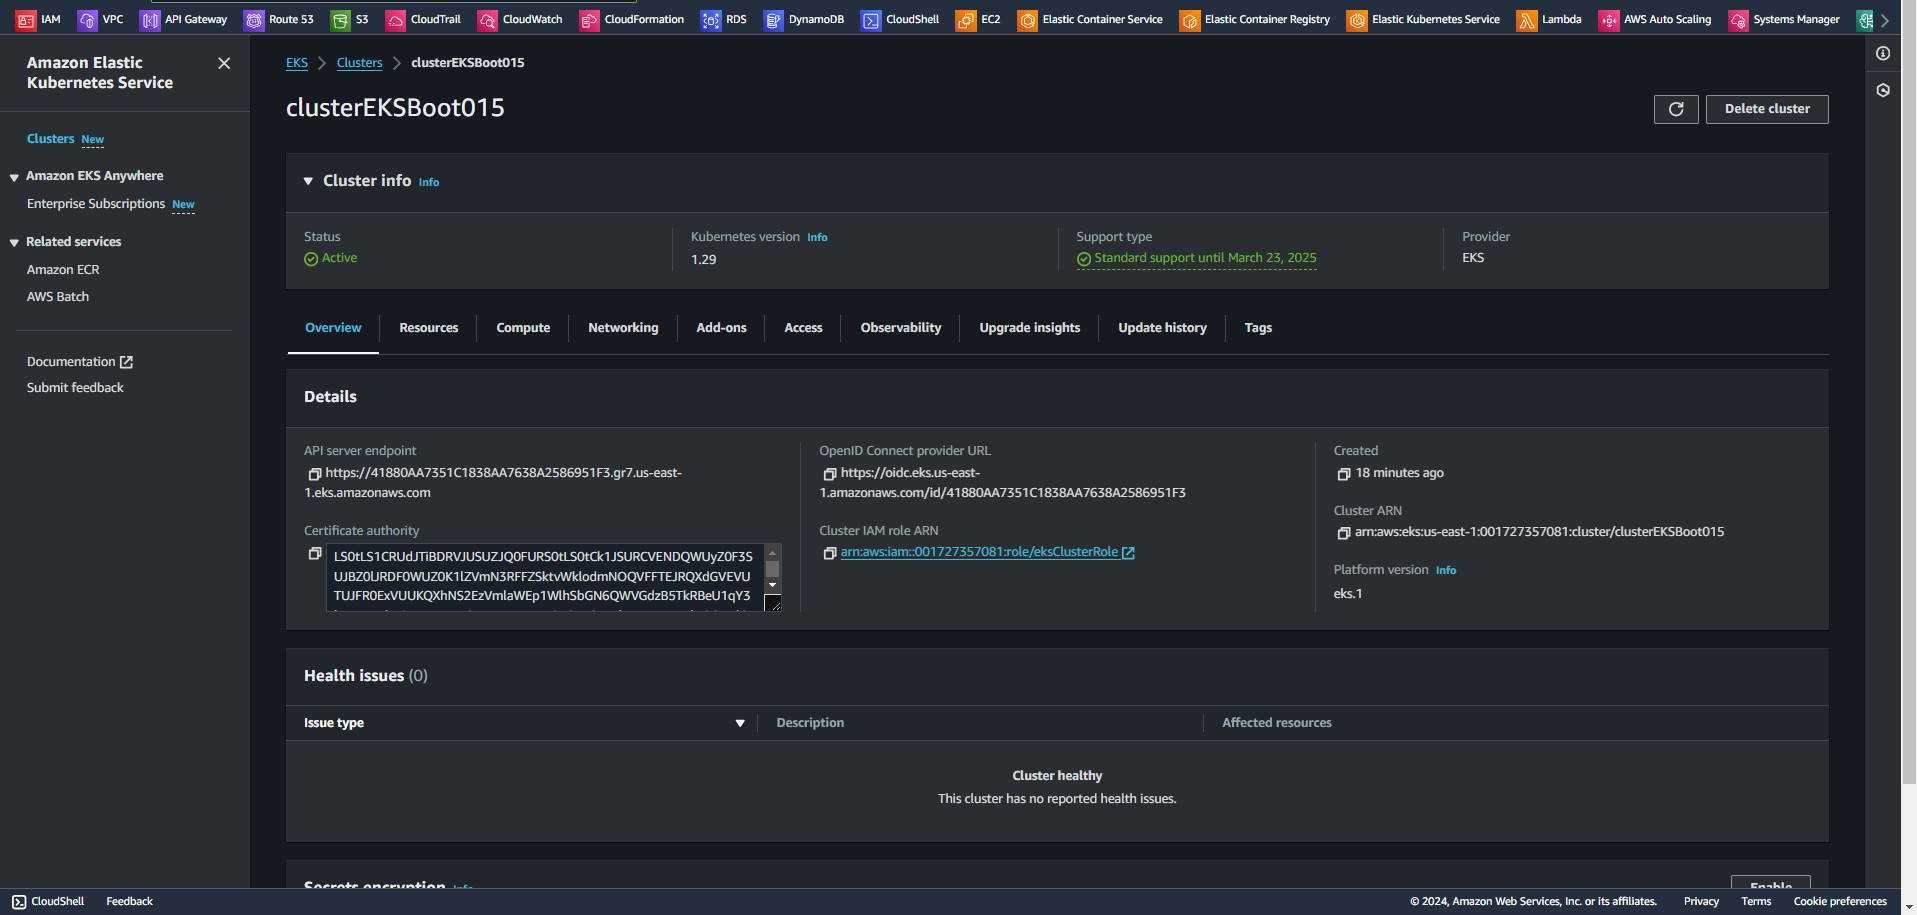 IAM VPC API Gateway Route 53 S3 CloudTrail CloudWatch CloudFormation RDS DynamoDB CloudShell EC2 Elastic Container Service Elastic Container Registry Elastic Kubernetes Service Lambda AWS Auto Scaling Systems Manager
Amazon Elastic
Kubernetes Service
Clusters New
Amazon EKS Anywhere
Enterprise Subscriptions New
Related services
Amazon ECR
AWS Batch
Documentation
Submit feedback
EKS Clusters clusterEKSBoot015
clusterEKSBoot015
Delete cluster
Cluster info Info
Status
Active
Kubernetes version Info
1.29
Support type
Standard support until March 23, 2025
Provider
EKS
Overview Resources Compute Networking Add-ons Access Observability Upgrade insights Update history Tags
Details
API server endpoint
https://41880AA7351C1838AA7638A2586951F3.gr7.us-east-
1.eks.amazonaws.com
Certificate authority
LS0tLS1CRUdJTiBDRVJUSUZJQ0FURS0tLS0tCk1JSURCVENDQWUyZ0F3S
UJBZ0lJRDF0WUZ0K1lZVmN3RFFZSktvWklodmNOQVFFTEJRQXdGVEVU
TUJFR0ExVUUKQXhNS2EzVmlaWEp1WlhSbGN6QWVGdzB5TkRBeU1qY3
OpenID Connect provider URL
https://oidc.eks.us-east-
1.amazonaws.com/id/41880AA7351C1838AA7638A2586951F3
Cluster IAM role ARN
arn:aws:iam::001727357081:role/eksClusterRole
Created
18 minutes ago
Cluster ARN
arn:aws:eks:us-east-1:001727357081:cluster/clusterEKSBoot015
Platform version Info
eks.1
Health issues (0)
Issue type Description Affected resources
Cluster healthy
This cluster has no reported health issues.
Secrets encryption Info
Enable
CloudShell Feedback
© 2024, Amazon Web Services, Inc. or its affiliates. Privacy Terms Cookie preferences